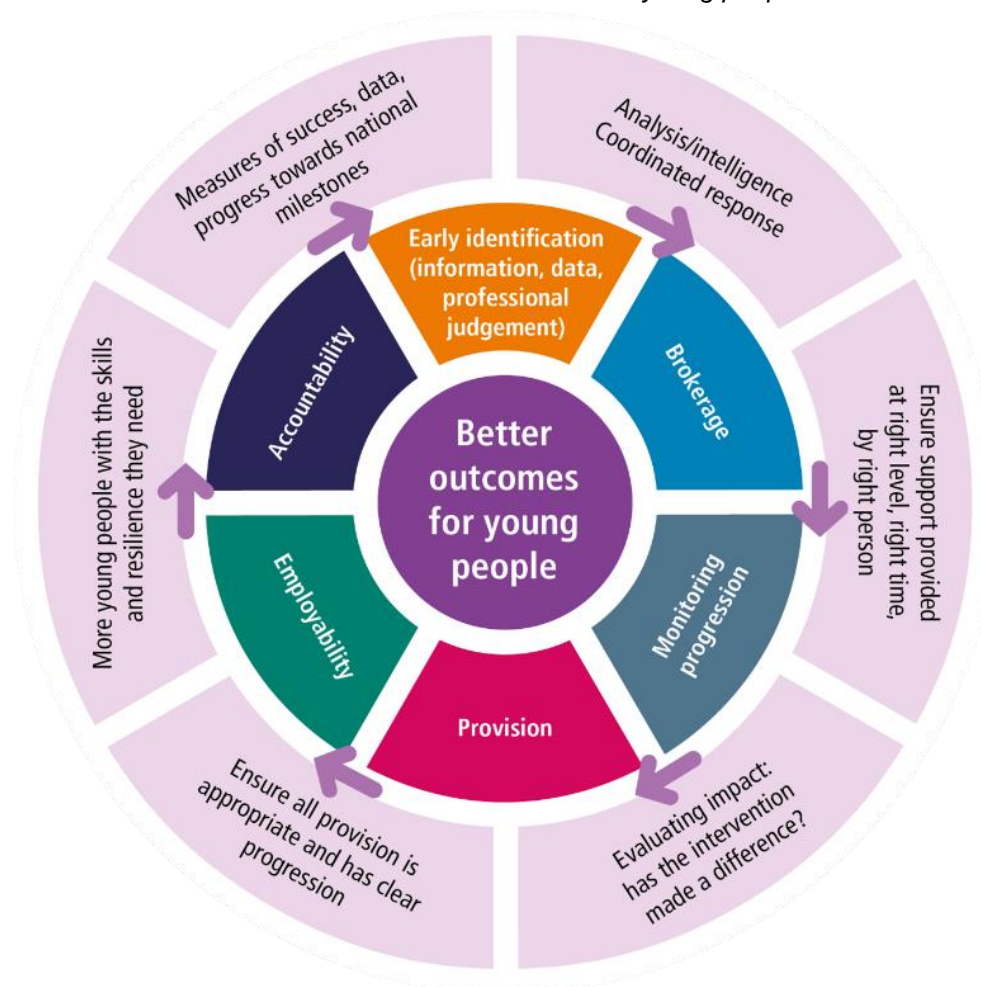 young people
Measures of success, data,
progress towards national
milestones
Analysis/intelligence
Coordinated response
Early identification
(information, data,
professional
judgement)
Accountability
Brokerage
Better
outcomes
for young
people
Ensure support provided
at right level, right time,
by right person
More young people with the skills
and resilience they need
Employability
Monitoring
progression
Provision
Ensure all provision is
appropriate and has clear
progression
Evaluating impact:
has the intervention
made a difference?